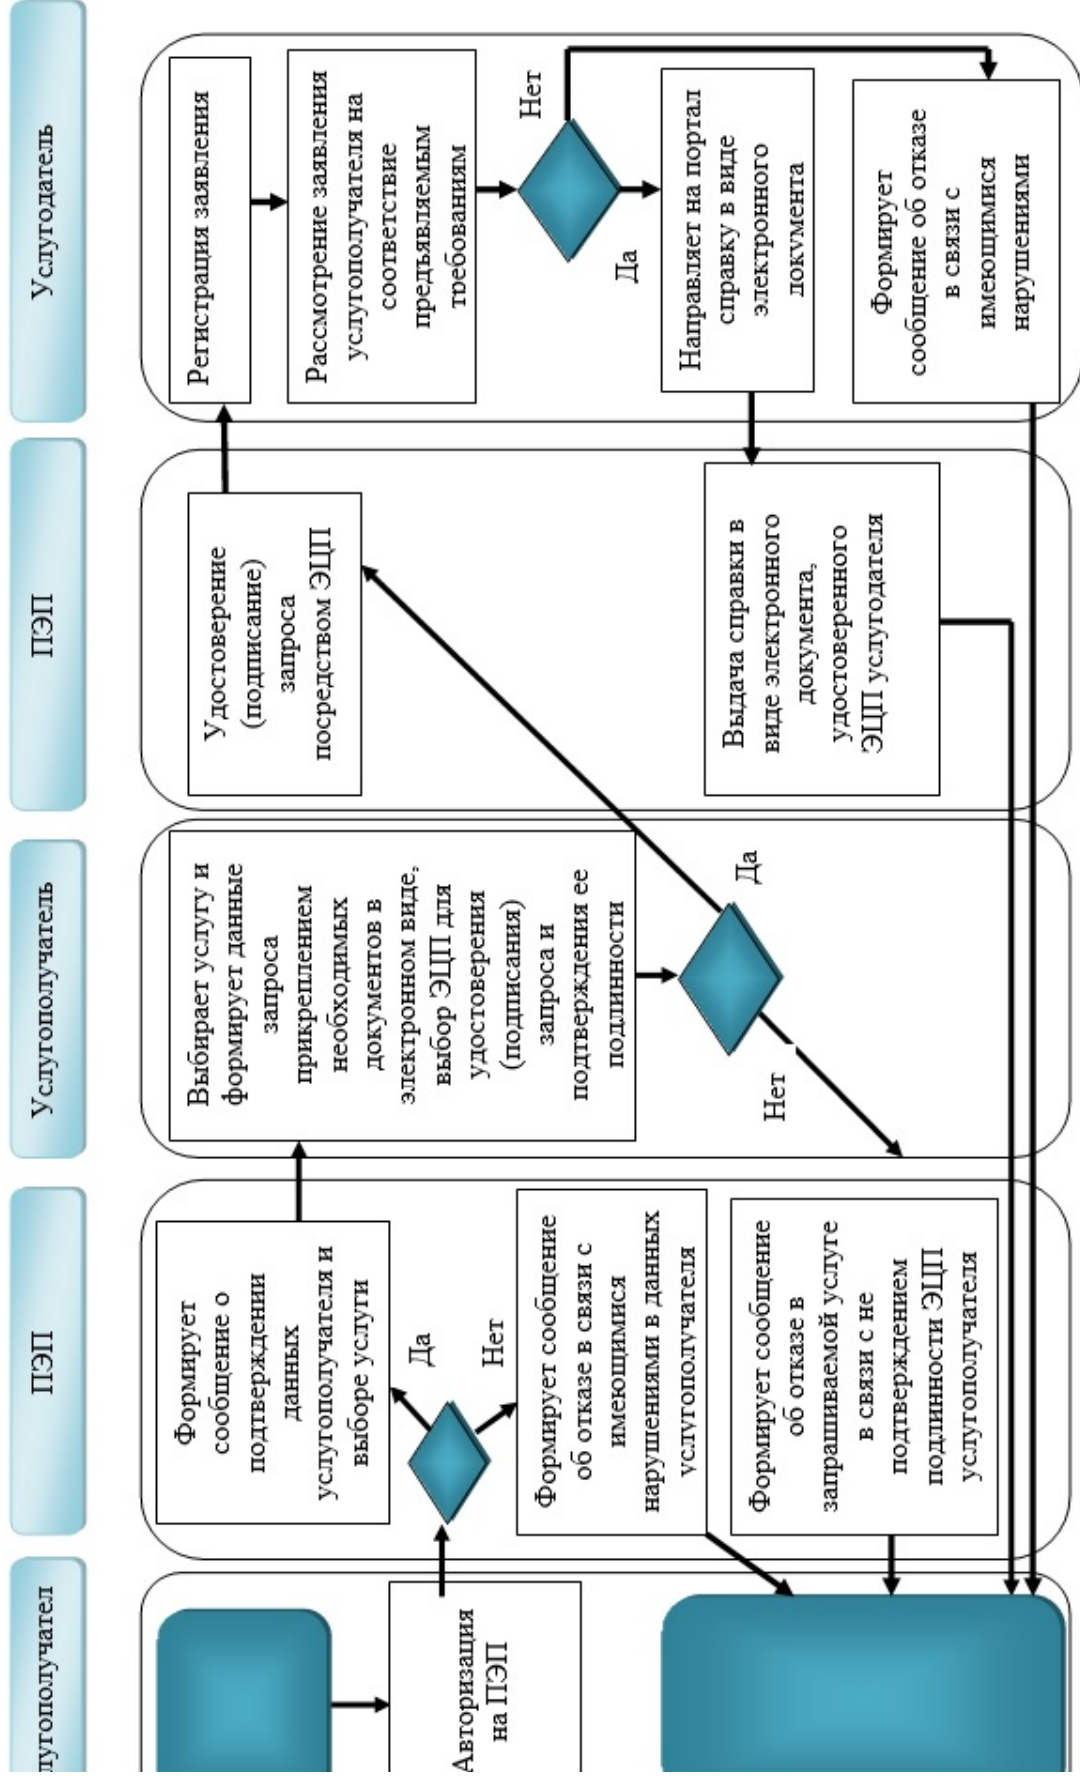 лугополучател
ПЭП
Услугополучатель
ПЭП
Услугодатель
Авторизация
на ПЭП
Формирует
сообщение о
подтверждении
данных
услугополучателя и
выборе услуги
Да
Нет
Формирует сообщение
об отказе в связи с
имеющимися
нарушениями в данных
услугополучателя
Формирует сообщение
об отказе в
запрашиваемой услуге
в связи с не
подтверждением
подлинности ЭЦП
услугополучателя
Выбирает услугу и
формирует данные
запроса
прикреплением
необходимых
документов в
электронном виде,
выбор ЭЦП для
удостоверения
(подписания)
запроса и
подтверждения ее
подлинности
Да
Нет
Удостоверение
(подписание)
запроса
посредством ЭЦП
Выдача справки в
виде электронного
документа,
удостоверенного
ЭЦП услугодателя
Регистрация заявления
Рассмотрение заявления
услугополучателя на
соответствие
предъявляемым
требованиям
Нет
Да
Направляет на портал
справку в виде
электронного
документа
Формирует
сообщение об отказе
в связи с
имеющимися
нарушениями